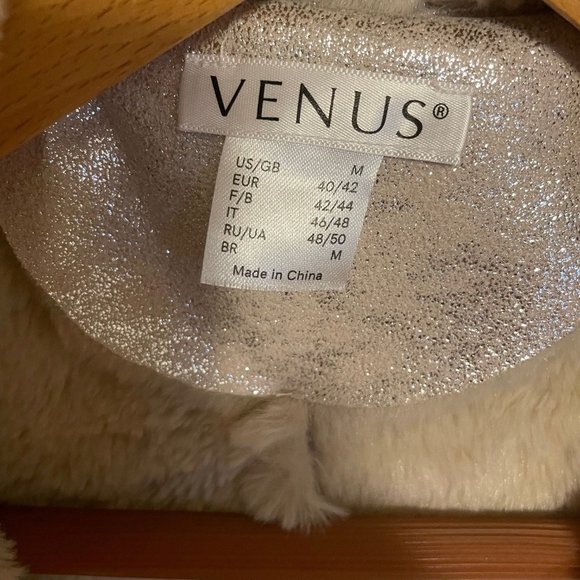 VENUS®
US/GB M
EUR 40/42
F/B 42/44
IT 46/48
RU/UA 48/50
BR M
Made in China